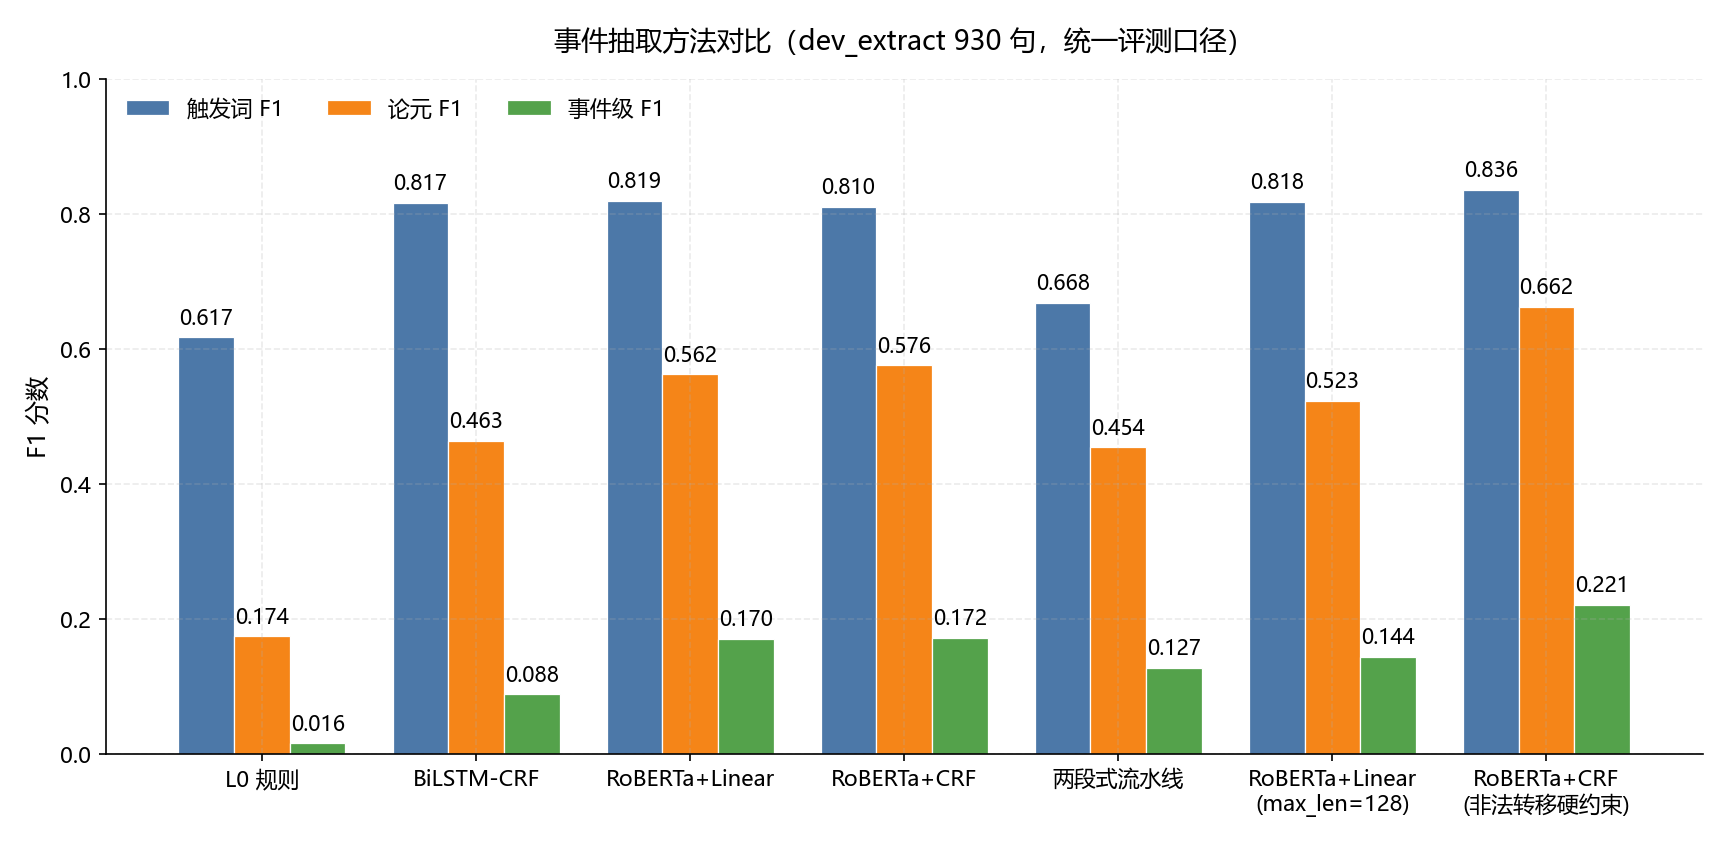 事件抽取方法对比（dev_extract 930 句，统一评测口径）
触发词 F1
论元 F1
事件级 F1
F1 分数
1.0
0.8
0.6
0.4
0.2
0.0
0.617
0.174
0.016
0.817
0.463
0.088
0.819
0.562
0.170
0.810
0.576
0.172
0.668
0.454
0.127
0.818
0.523
0.144
0.836
0.662
0.221
L0 规则
BiLSTM-CRF
RoBERTa+Linear
RoBERTa+CRF
两段式流水线
RoBERTa+Linear
(max_len=128)
RoBERTa+CRF
(非法转移硬约束)